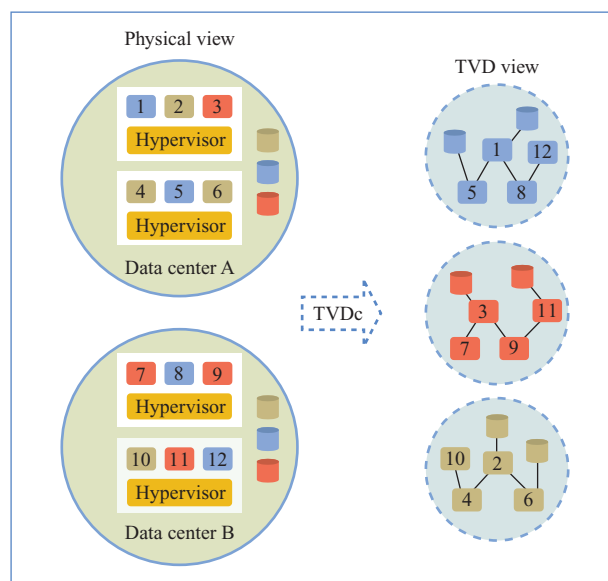 Physical view
1 2 3
Hypervisor
4 5 6
Hypervisor
Data center A
7 8 9
Hypervisor
10 11 12
Hypervisor
Data center B
TVDc
TVD view
1 12
5 8
3 11
7 9
10 2
4 6